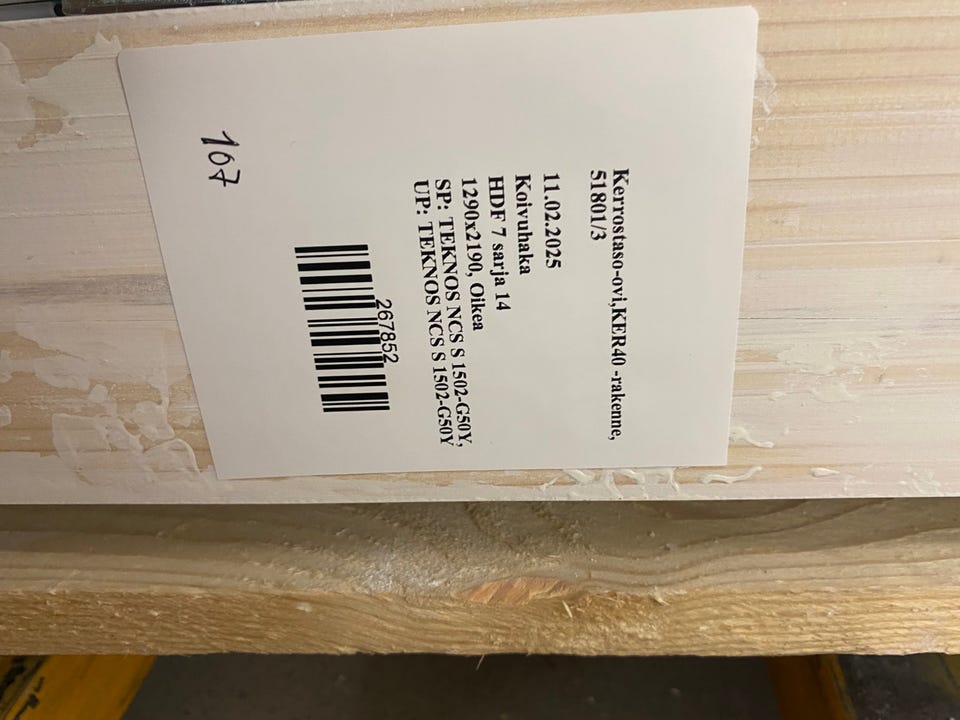 Kerrostaso-ovi,KER40 -rakenne,
51801/3
11.02.2025
Koivuhaka
HDF 7 sarja 14
1290x2190, Oikea
SP: TEKNOS NCS S 1502-G50Y,
UP: TEKNOS NCS S 1502-G50Y
267852
107